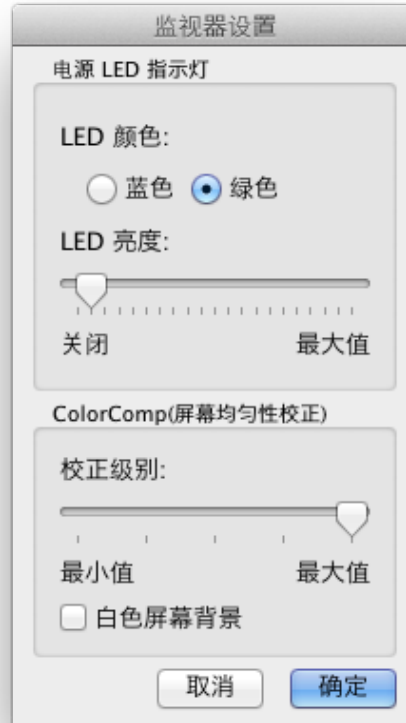 监视器设置
电源 LED 指示灯
LED 颜色:
蓝色 绿色
LED 亮度:
关闭 最大值
ColorComp(屏幕均匀性校正)
校正级别:
最小值 最大值
白色屏幕背景
取消 确定